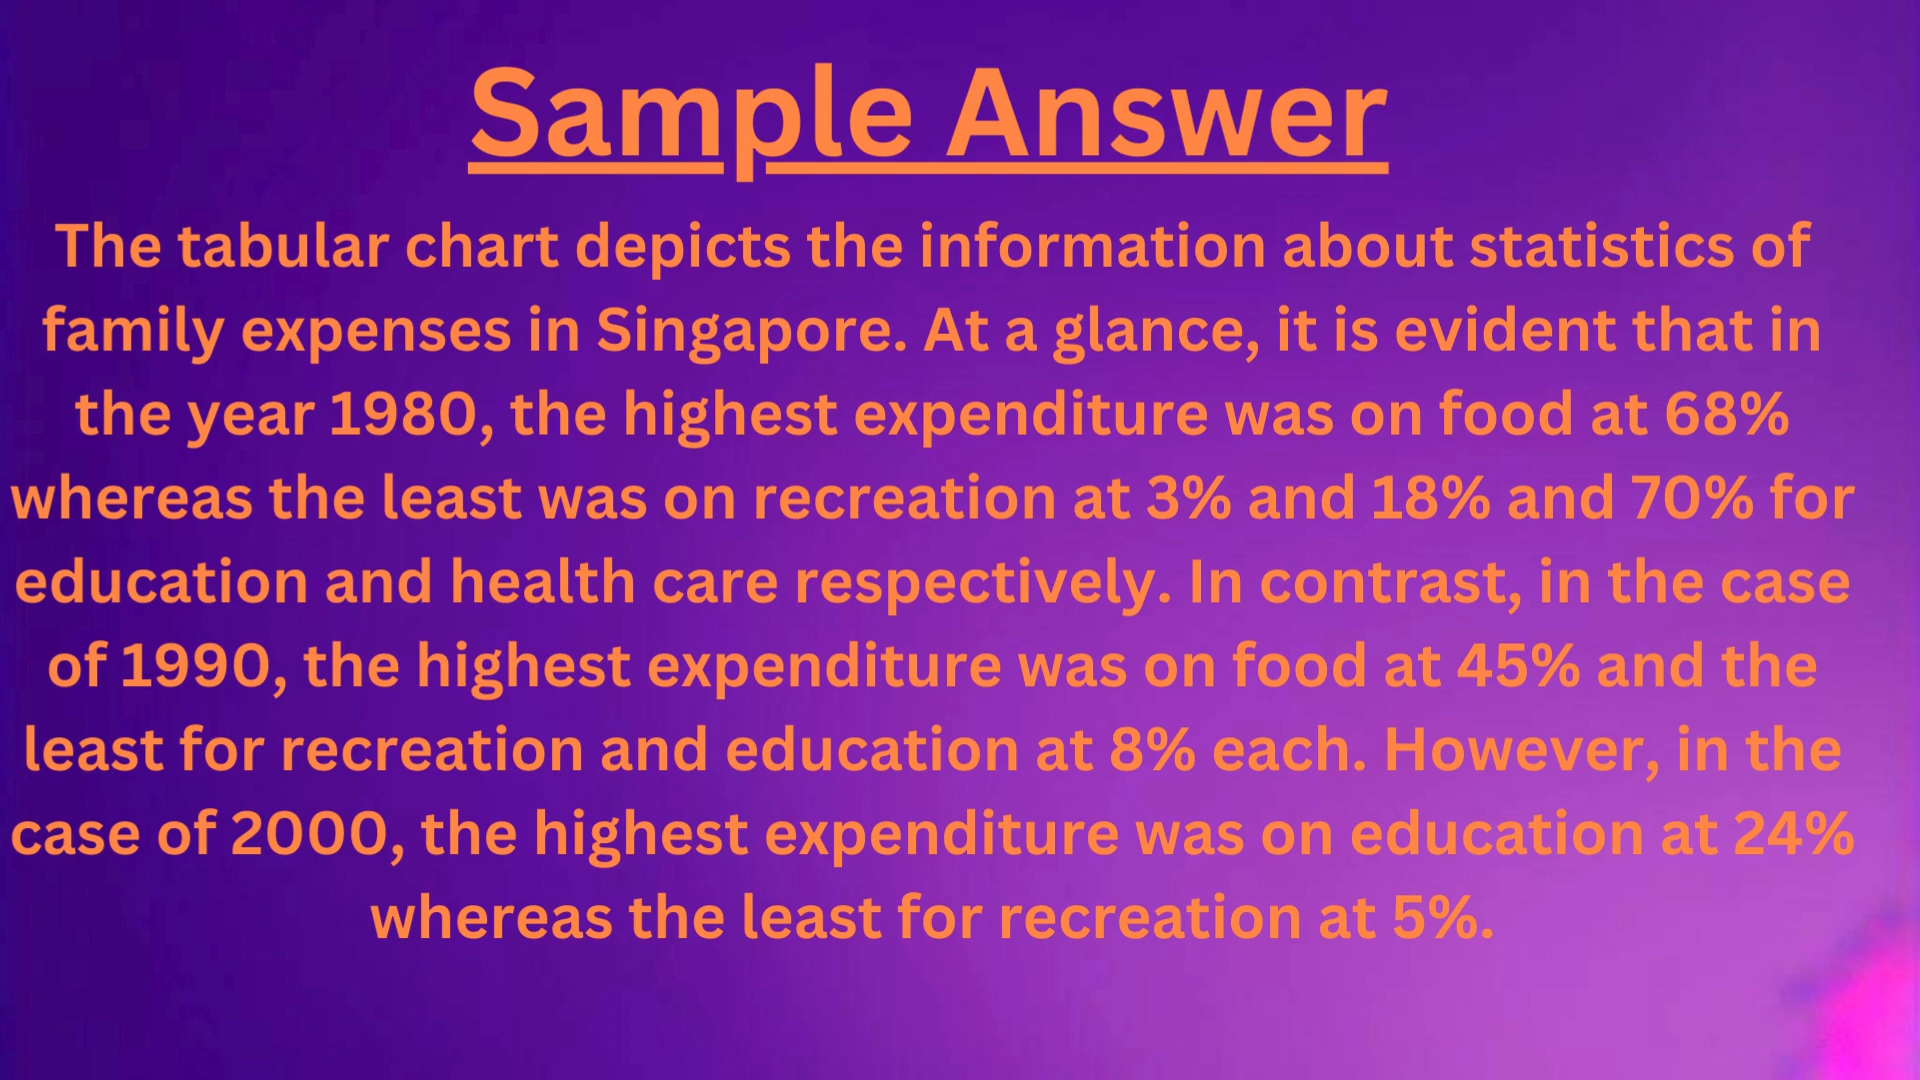 Sample Answer
The tabular chart depicts the information about statistics of
family expenses in Singapore. At a glance, it is evident that in
the year 1980, the highest expenditure was on food at 68%
whereas the least was on recreation at 3% and 18% and 70% for
education and health care respectively. In contrast, in the case
of 1990, the highest expenditure was on food at 45% and the
least for recreation and education at 8% each. However, in the
case of 2000, the highest expenditure was on education at 24%
whereas the least for recreation at 5%.